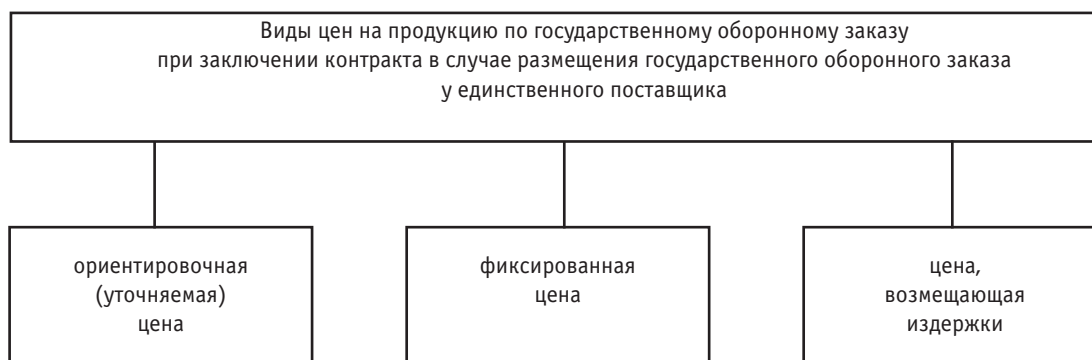 Виды цен на продукцию по государственному оборонному заказу
при заключении контракта в случае размещения государственного оборонного заказа
у единственного поставщика
ориентировочная
(уточняемая)
цена
фиксированная
цена
цена,
возмещающая
издержки